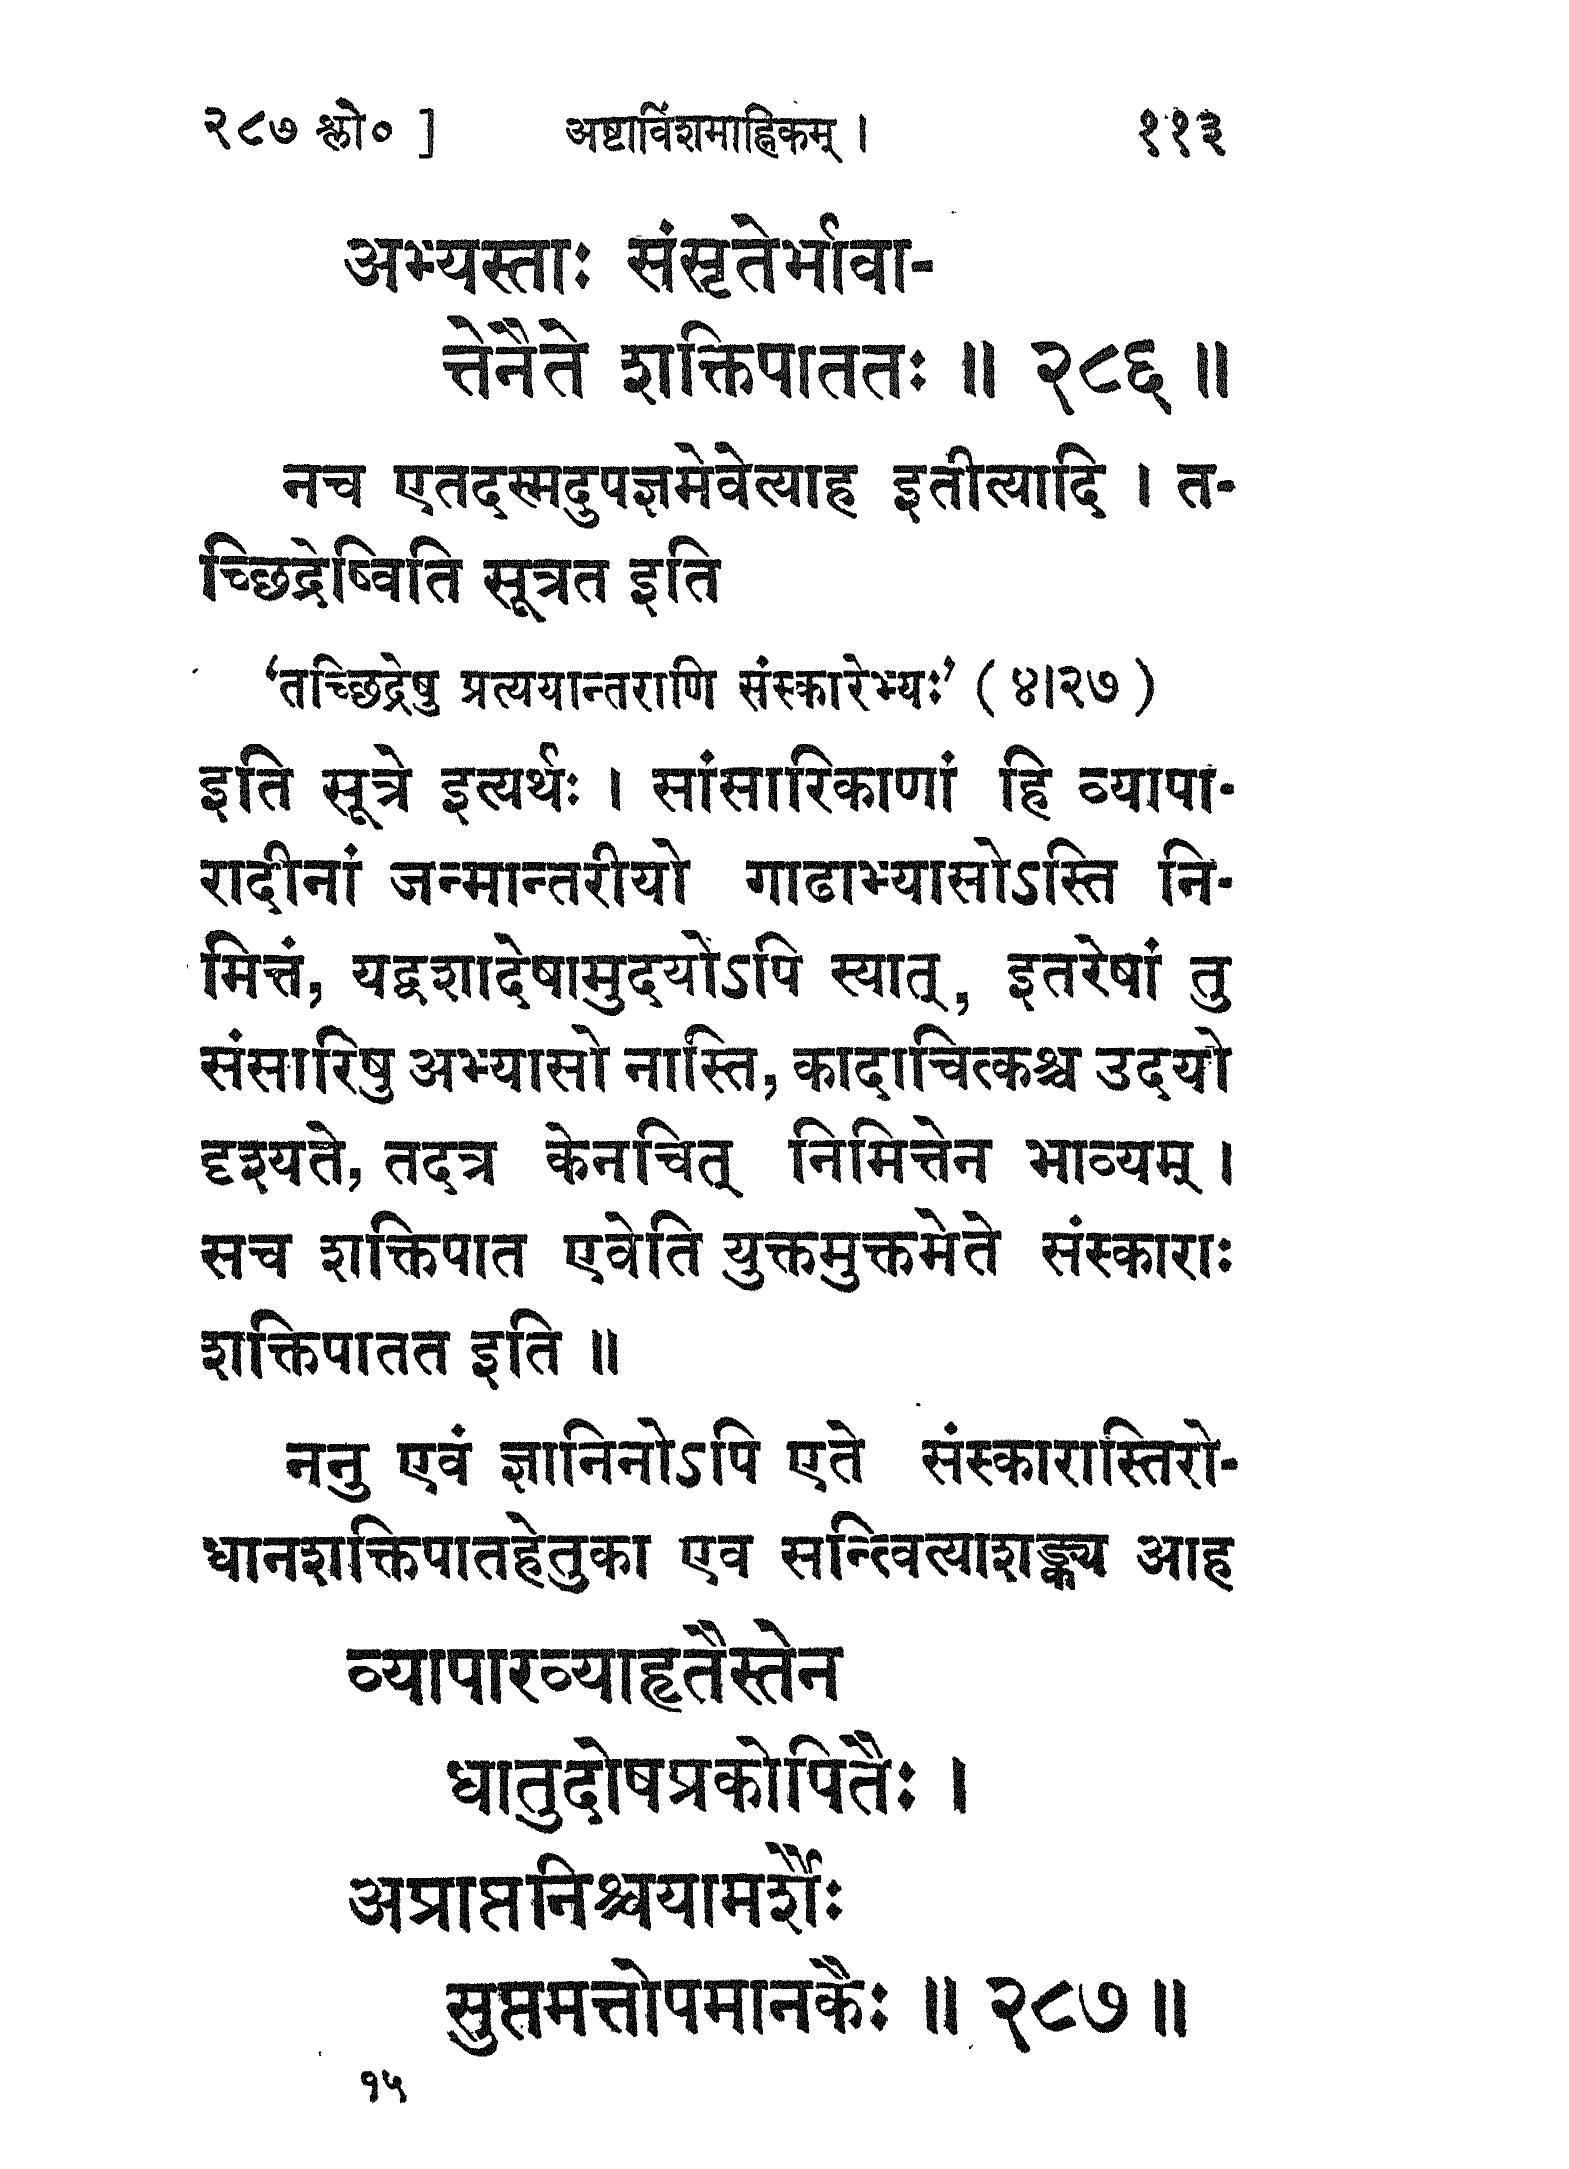 २८७ श्लो० ] अष्टाविंशमाह्निकम् । ११३
अभ्यस्ताः संसृतेर्भावा-
त्तेनैते शक्तिपाततः ॥ २८६ ॥
नच एतदस्मदुपज्ञमेवेत्याह इतीत्यादि । त-
च्छिद्रेष्विति सूत्रत इति
‘तच्छिद्रेषु प्रत्ययान्तराणि संस्कारेभ्यः’ ( ४।२७ )
इति सूत्रे इत्यर्थः । सांसारिकाणां हि व्यापा-
रादीनां जन्मान्तरीयो गाढाभ्यासोऽस्ति नि-
मित्तं, यद्वशादेषामुदयोऽपि स्यात्, इतरेषां तु
संसारिषु अभ्यासो नास्ति, कादाचित्कश्च उदयो
दृश्यते, तदत्र केनचित् निमित्तेन भाव्यम् ।
सच शक्तिपात एवेति युक्तमुक्तमेते संस्काराः
शक्तिपातत इति ॥
ननु एवं ज्ञानिनोऽपि एते संस्कारास्तिरो-
धानशक्तिपातहेतुका एव सन्त्वित्याशङ्क्य आह
व्यापारव्याहृतैस्तेन
धातुदोषप्रकोपितैः ।
अप्राप्तनिश्चयामर्शैः
सुप्तमत्तोपमानकैः ॥ २८७ ॥
१५